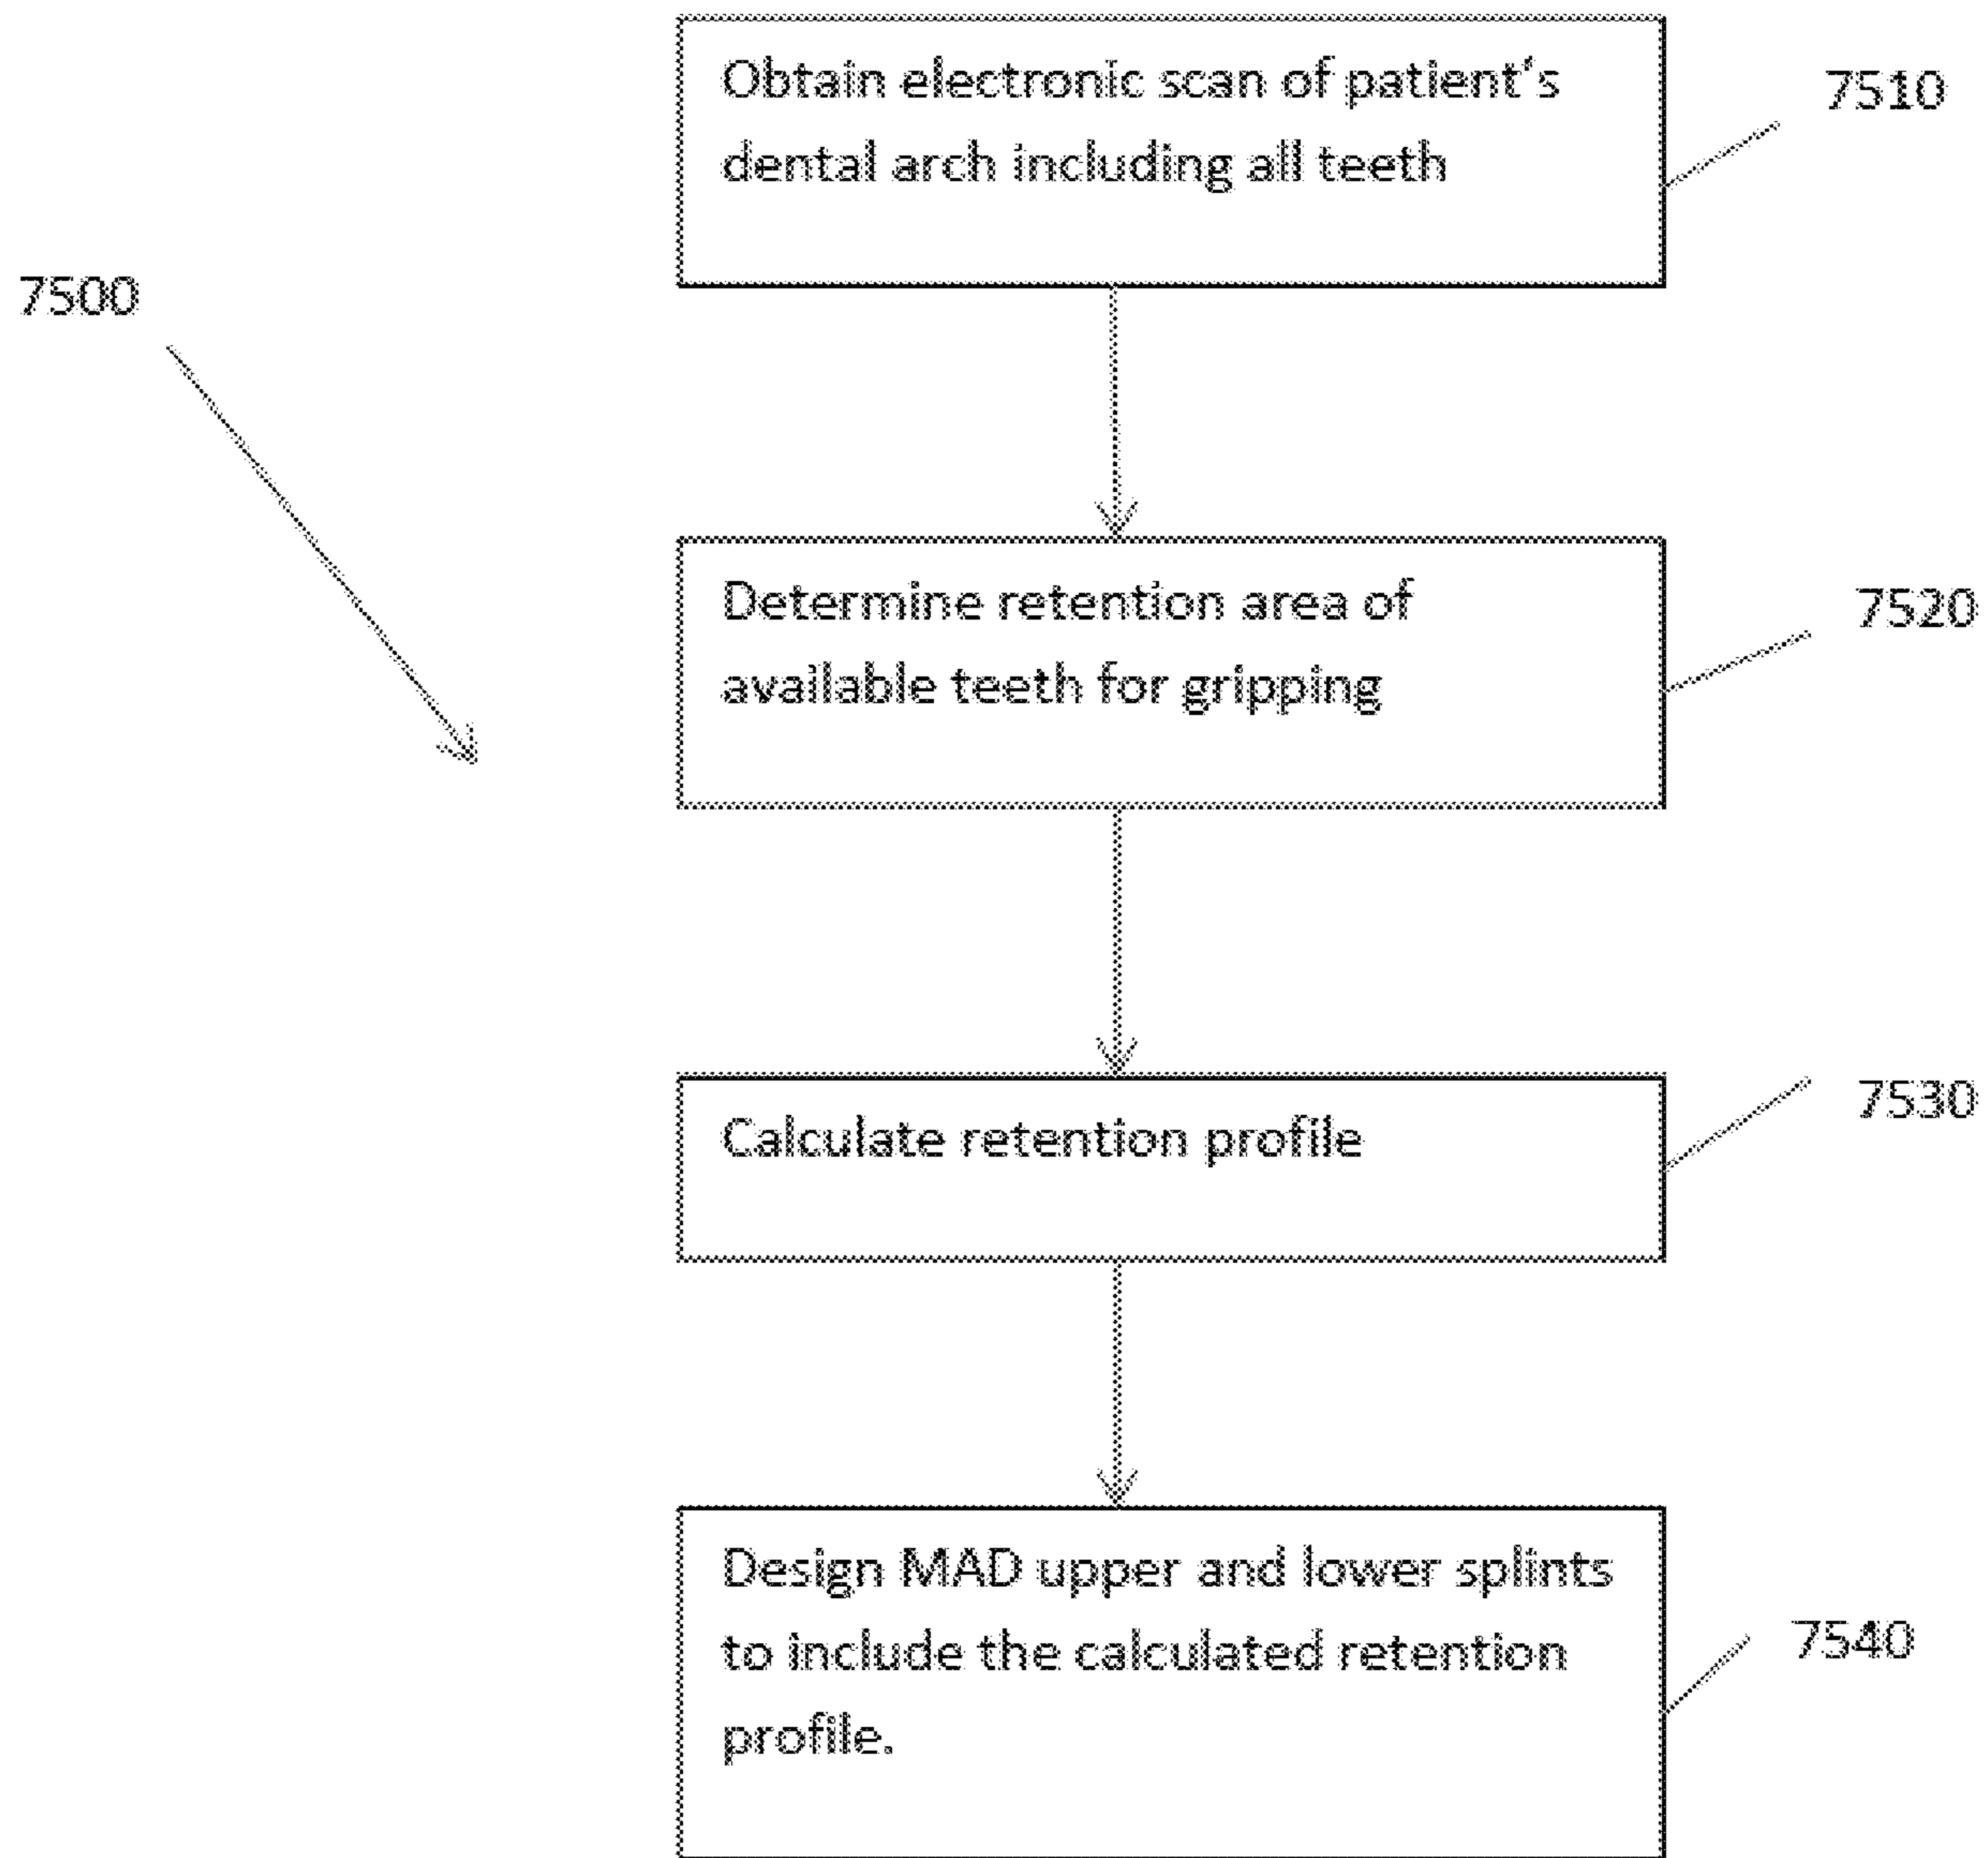 Obtain electronic scan of patient's
dental arch including all teeth
7510
7500
Determine retention area of
available teeth for gripping
7520
Calculate retention profile
7530
Design MAD upper and lower splints
to include the calculated retention
profile.
7540